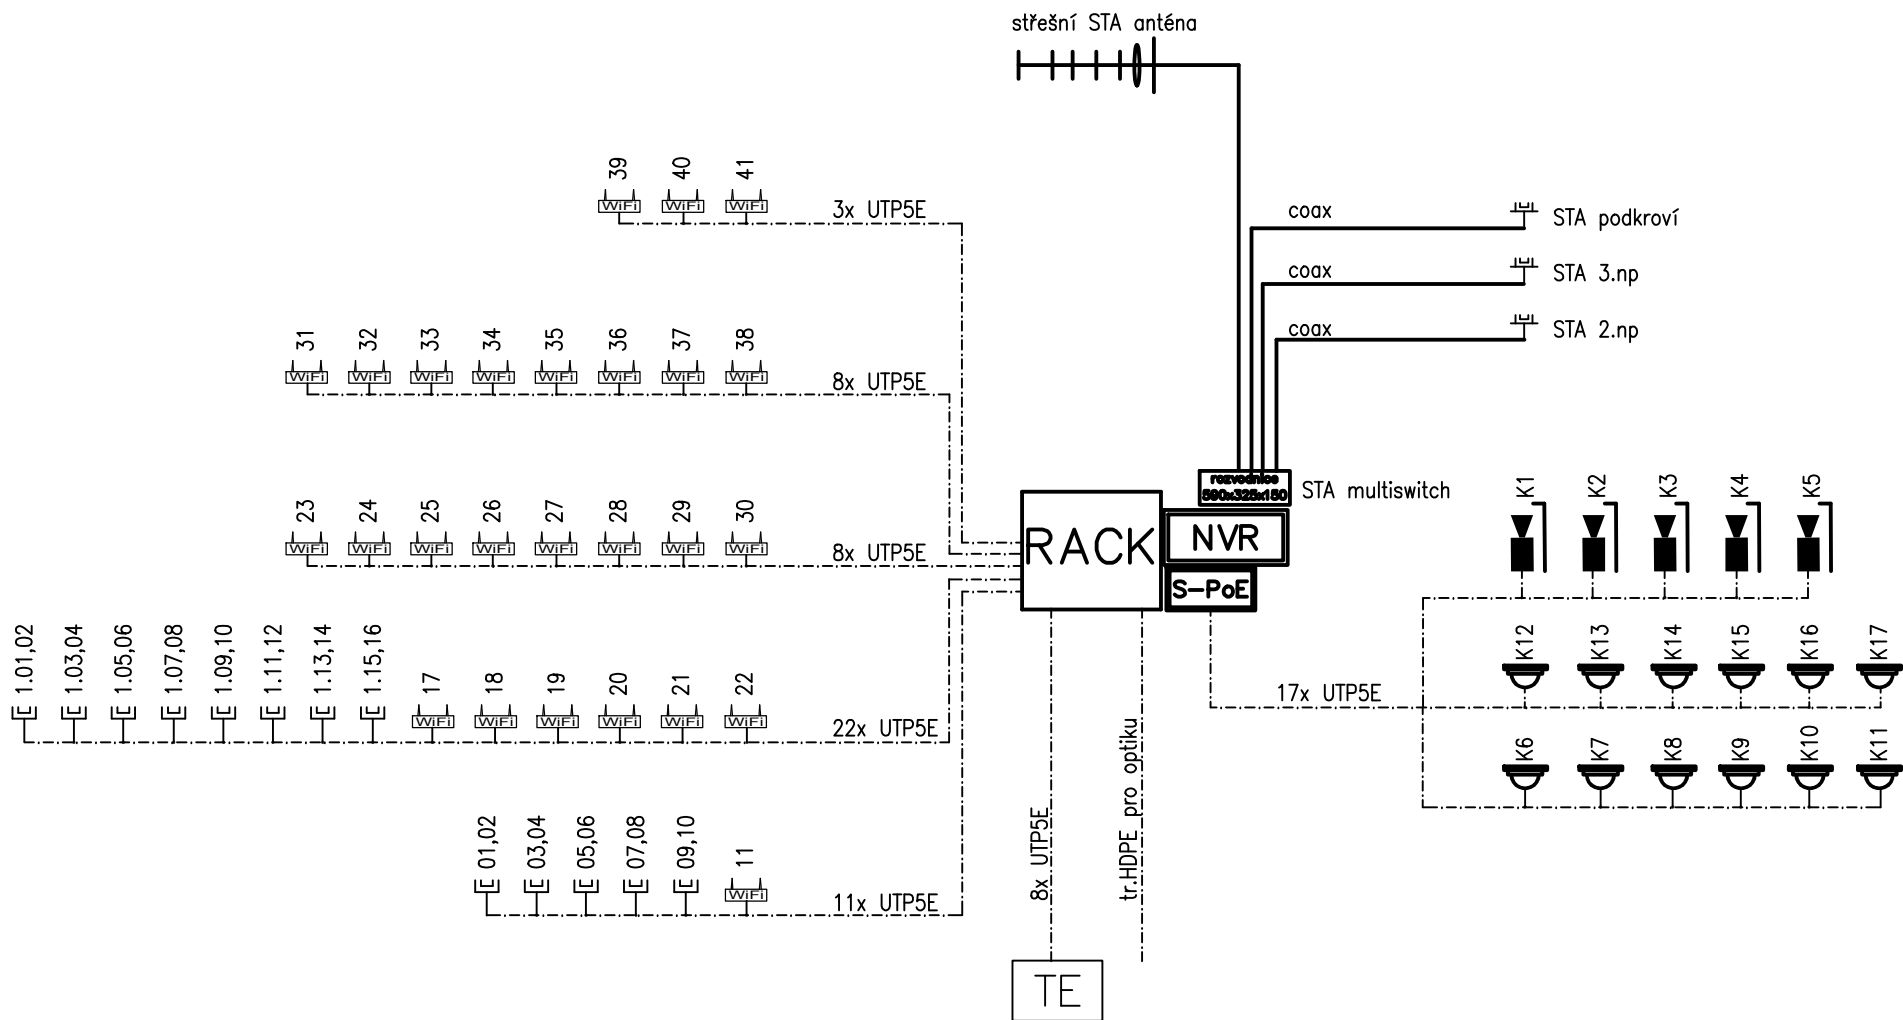 střešní STA anténa
39 40 41
WiFi WiFi WiFi
3x UTP5E
coax STA podkroví
coax STA 3.np
coax STA 2.np
31 32 33 34 35 36 37 38
WiFi WiFi WiFi WiFi WiFi WiFi WiFi WiFi
8x UTP5E
rozvodnice
590x325x150
STA multiswitch
23 24 25 26 27 28 29 30
WiFi WiFi WiFi WiFi WiFi WiFi WiFi WiFi
8x UTP5E
RACK
NVR
S-PoE
K1 K2 K3 K4 K5
K12 K13 K14 K15 K16 K17
17x UTP5E
K6 K7 K8 K9 K10 K11
1.01,02 1.03,04 1.05,06 1.07,08 1.09,10 1.11,12 1.13,14 1.15,16 17 18 19 20 21 22
WiFi WiFi WiFi WiFi WiFi WiFi
22x UTP5E
01,02 03,04 05,06 07,08 09,10 11
WiFi
11x UTP5E
8x UTP5E
tr.HDPE pro optiku
TE